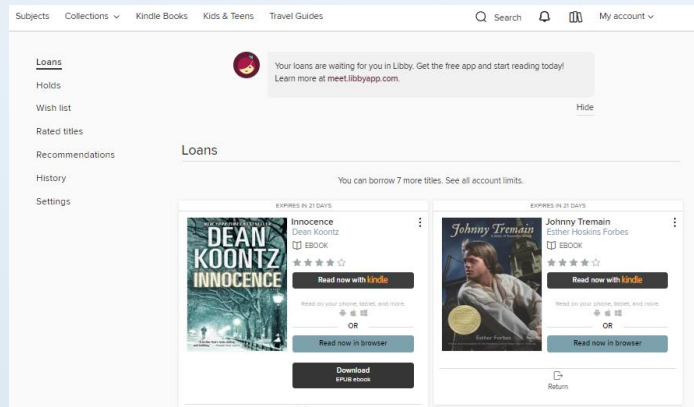 Subjects Collections Kindle Books Kids & Teens Travel Guides Search My account
Loans
Holds
Wish list
Rated titles
Recommendations
History
Settings
Your loans are waiting for you in Libby. Get the free app and start reading today!
Learn more at meet.libbyapp.com.
Hide
Loans
You can borrow 7 more titles. See all account limits.
EXPIRES IN 21 DAYS
DEAN
KOONTZ
INNOCENCE
Innocence
Dean Koontz
EBOOK
Read now with kindle
Read on your phone, tablet, and more.
OR
Read now in browser
Download
EPUB ebook
EXPIRES IN 21 DAYS
Johnny Tremain
Esther Forbes
Johnny Tremain
Esther Hoskins Forbes
EBOOK
Read now with kindle
Read on your phone, tablet, and more.
OR
Read now in browser
Return